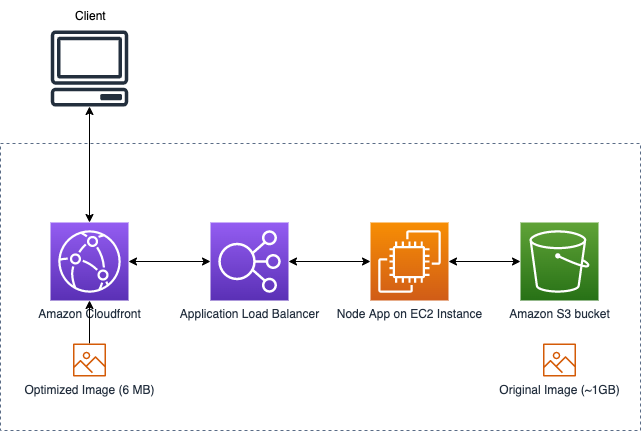 Client
Amazon Cloudfront
Application Load Balancer
Node App on EC2 Instance
Amazon S3 bucket
Optimized Image (6 MB)
Original Image (~1GB)